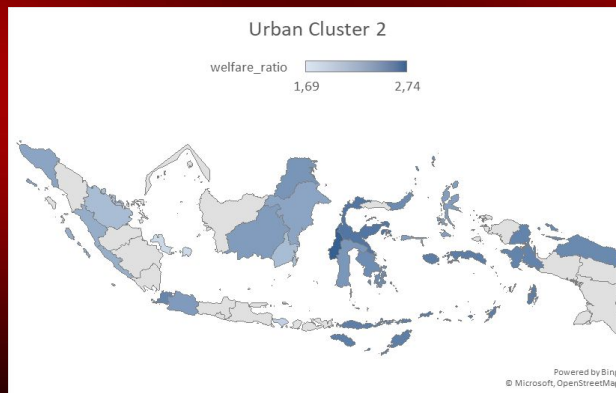 Urban Cluster 2
welfare_ratio
1,69 2,74
Powered by Bing
© Microsoft, OpenStreetMap